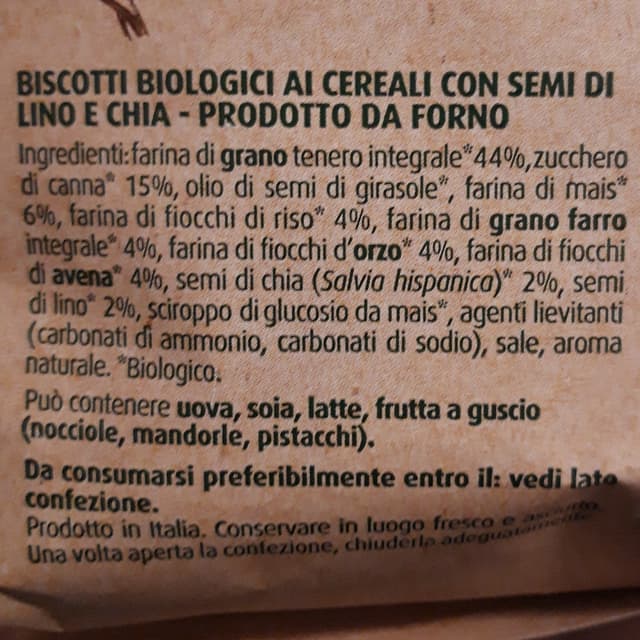 BISCOTTI BIOLOGICI AI CEREALI CON SEMI DI
LINO E CHIA - PRODOTTO DA FORNO
Ingredienti: farina di grano tenero integrale* 44%, zucchero
di canna* 15%, olio di semi di girasole*, farina di mais*
6%, farina di fiocchi di riso* 4%, farina di grano farro
integrale* 4%, farina di fiocchi d'orzo* 4%, farina di fiocchi
di avena* 4%, semi di chia (Salvia hispanica)* 2%, semi
di lino* 2%, sciroppo di glucosio da mais*, agenti lievitanti
(carbonati di ammonio, carbonati di sodio), sale, aroma
naturale. *Biologico.
Può contenere uova, soia, latte, frutta a guscio
(nocciole, mandorle, pistacchi).
Da consumarsi preferibilmente entro il: vedi lato
confezione.
Prodotto in Italia. Conservare in luogo fresco e asciutto.
Una volta aperta la confezione, chiuderla adeguatamente.